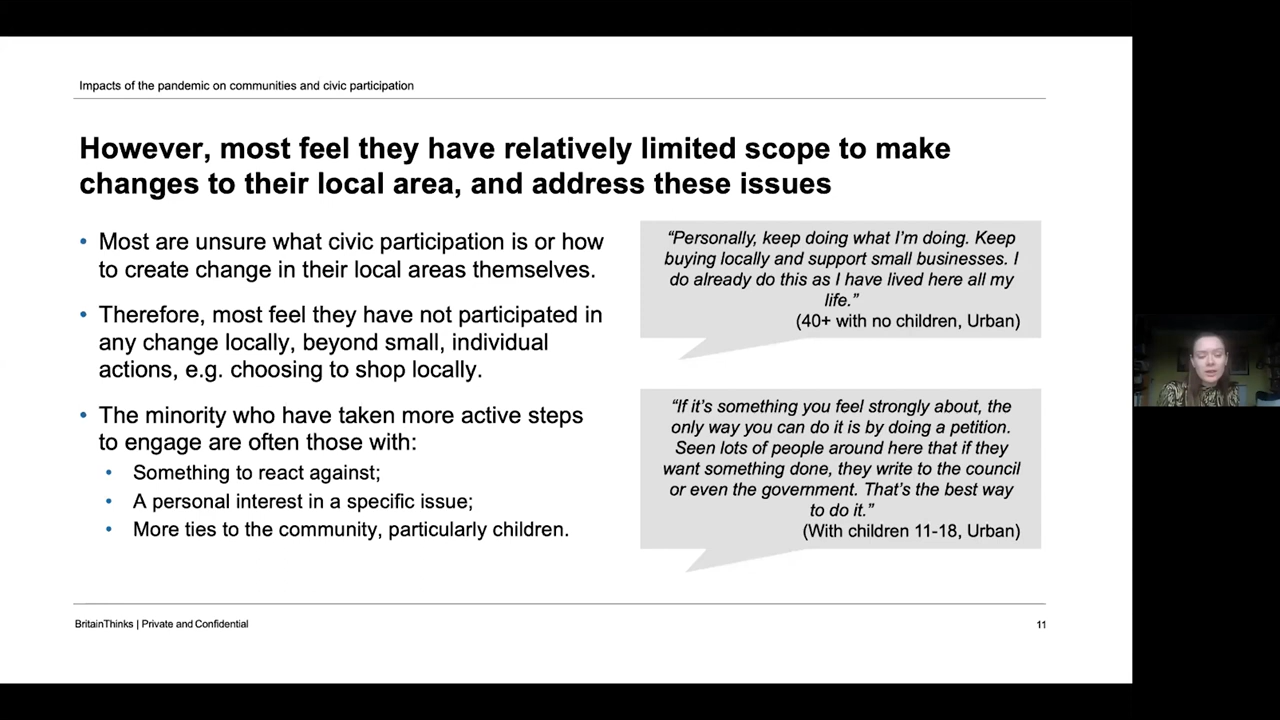 Impacts of the pandemic on communities and civic participation
However, most feel they have relatively limited scope to make
changes to their local area, and address these issues
• Most are unsure what civic participation is or how
to create change in their local areas themselves.
• Therefore, most feel they have not participated in
any change locally, beyond small, individual
actions, e.g. choosing to shop locally.
• The minority who have taken more active steps
to engage are often those with:
• Something to react against;
• A personal interest in a specific issue;
• More ties to the community, particularly children.
“Personally, keep doing what I’m doing. Keep
buying locally and support small businesses. I
do already do this as I have lived here all my
life.”
(40+ with no children, Urban)
“If it’s something you feel strongly about, the
only way you can do it is by doing a petition.
Seen lots of people around here that if they
want something done, they write to the council
or even the government. That’s the best way
to do it.”
(With children 11-18, Urban)
BritainThinks | Private and Confidential
11